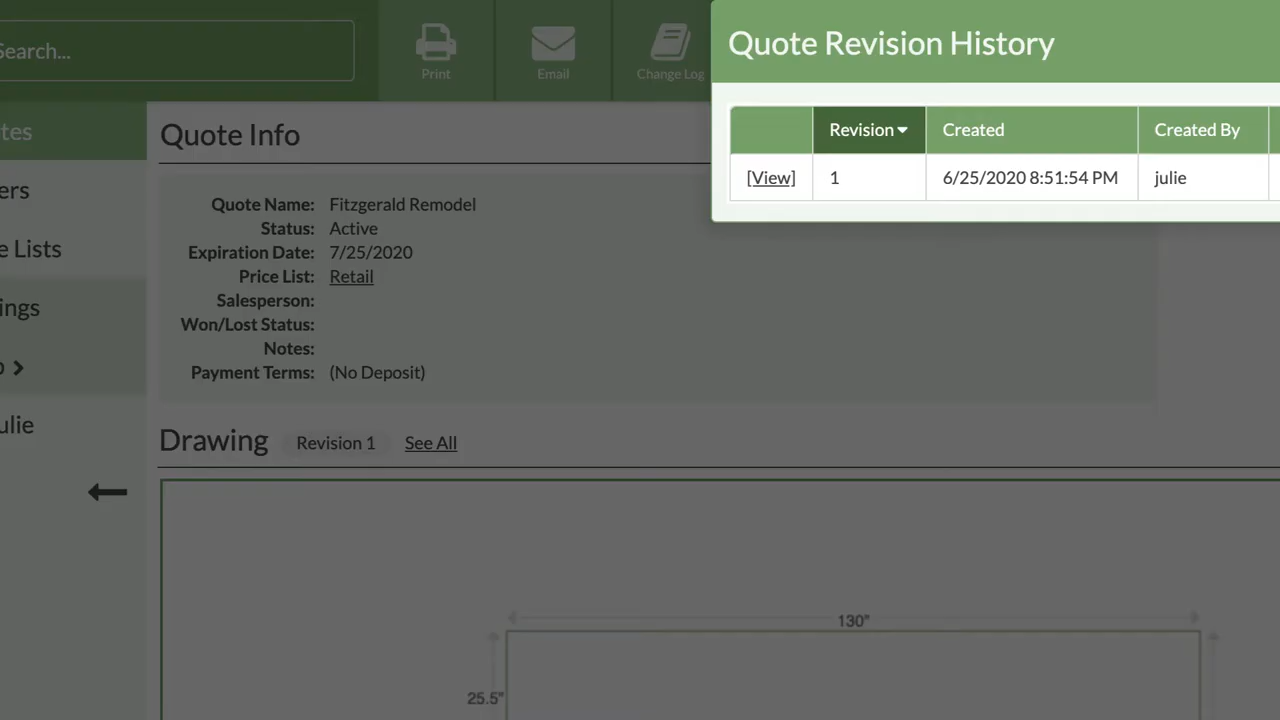 Search...
Print
Email
Change Log
Quote Revision History
Revision
Created
Created By
[View]
1
6/25/2020 8:51:54 PM
julie
tes
ers
e Lists
ings
ulie
Quote Info
Quote Name: Fitzgerald Remodel
Status: Active
Expiration Date: 7/25/2020
Price List: Retail
Salesperson:
Won/Lost Status:
Notes:
Payment Terms: (No Deposit)
Drawing Revision 1 See All
130"
25.5"